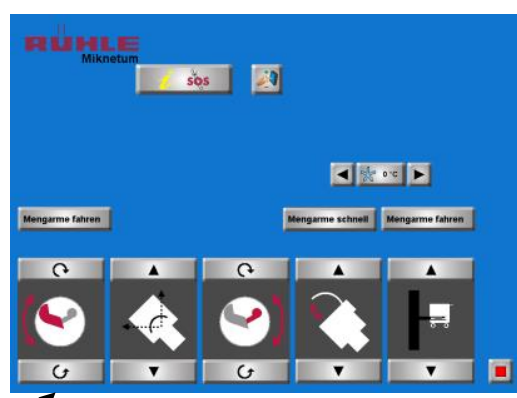 RÜHLE
Miknetum
i sos
0 °C
Mengarme fahren
Mengarme schnell
Mengarme fahren